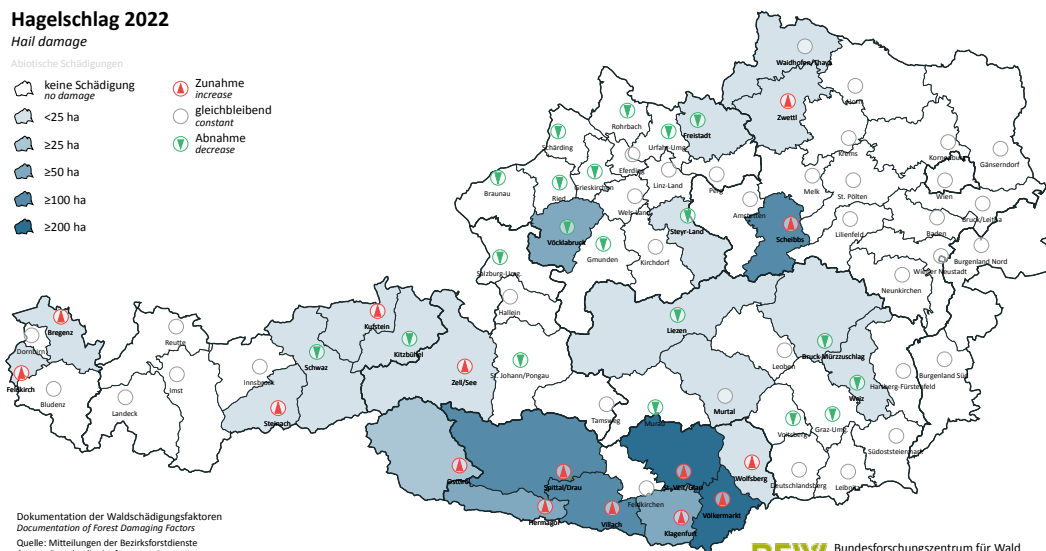 Hagelschlag 2022
Hail damage
Abiotische Schädigungen
keine Schädigung
no damage
<25 ha
≥25 ha
≥50 ha
≥100 ha
≥200 ha
Zunahme
increase
gleichbleibend
constant
Abnahme
decrease
Waidhofen/Thaya
Horn
Zwettl
Rohrbach
Freistadt
Schärding
Urfahr-Umg.
Krems
Korneuburg
Gänserndorf
Eferding
Grieskirchen
Linz-Land
Perg
Melk
St. Pölten
Wien
Braunau
Ried
Wels-Land
Amstetten
Bruck/Leitha
Steyr-Land
Scheibbs
Lilienfeld
Baden
Vöcklabruck
Gmunden
Kirchdorf
Burgenland Nord
Salzburg-Umg.
Wiener Neustadt
Neunkirchen
Hallein
Liezen
Bregenz
Kufstein
Dornbirn
Reutte
Kitzbühel
Bruck-Mürzzuschlag
Leoben
Schwaz
Feldkirch
Zell/See
St. Johann/Pongau
Burgenland Süd
Innsbruck
Hartberg-Fürstenfeld
Weiz
Bludenz
Imst
Landeck
Steinach
Tamsweg
Murau
Murtal
Voitsberg
Graz-Umg.
Südoststeiermark
Osttirol
Spittal/Drau
St. Veit/Glan
Wolfsberg
Deutschlandsberg
Leibnitz
Feldkirchen
Hermagor
Villach
Klagenfurt
Völkermarkt
Dokumentation der Waldschädigungsfaktoren
Documentation of Forest Damaging Factors
Quelle: Mitteilungen der Bezirksforstdienste
BFW
Bundesforschungszentrum für Wald